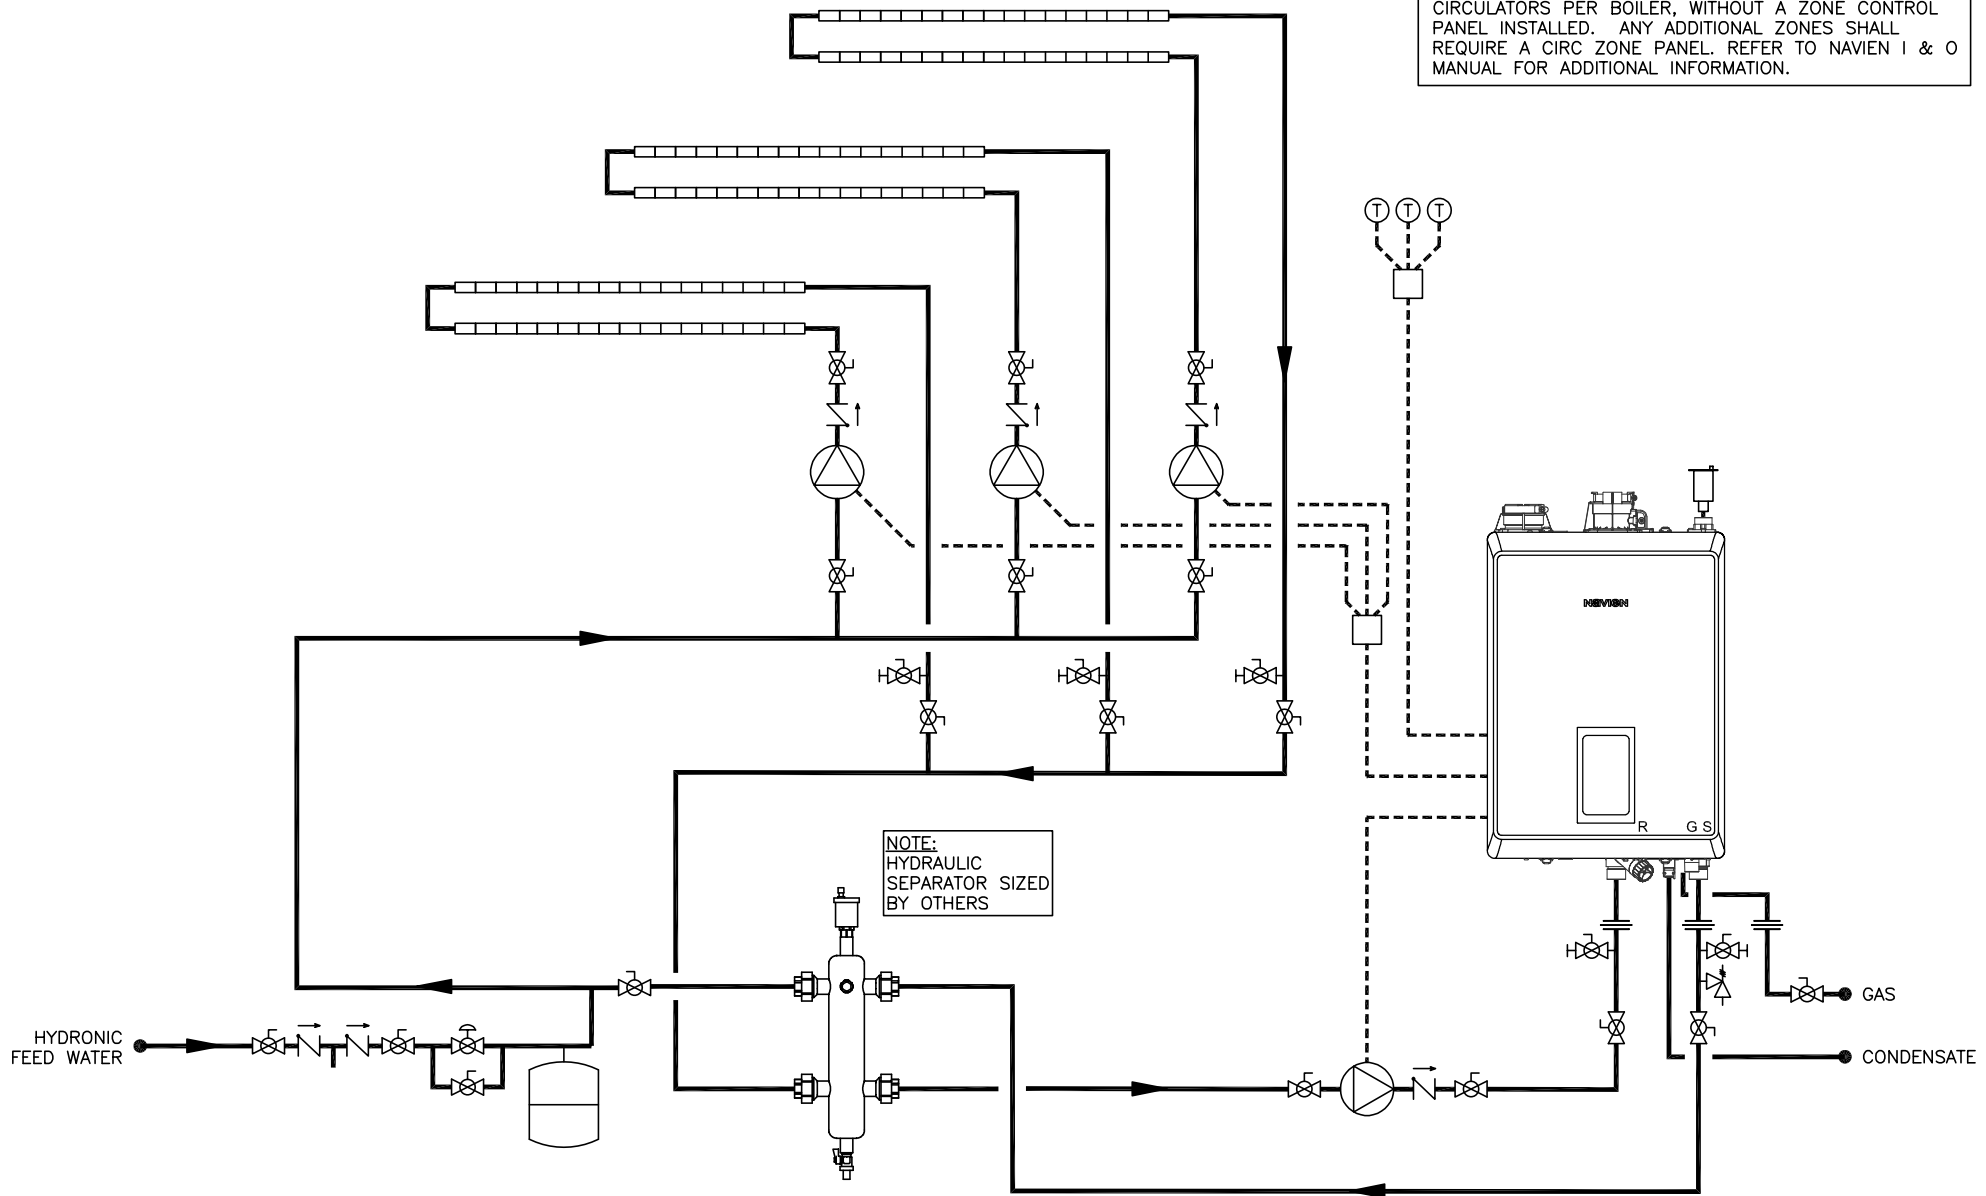 CIRCULATORS PER BOILER, WITHOUT A ZONE CONTROL
PANEL INSTALLED. ANY ADDITIONAL ZONES SHALL
REQUIRE A CIRC ZONE PANEL. REFER TO NAVIEN I & O
MANUAL FOR ADDITIONAL INFORMATION.
T T T
NAVIEN
R G S
NOTE:
HYDRAULIC
SEPARATOR SIZED
BY OTHERS
GAS
HYDRONIC
FEED WATER
CONDENSATE